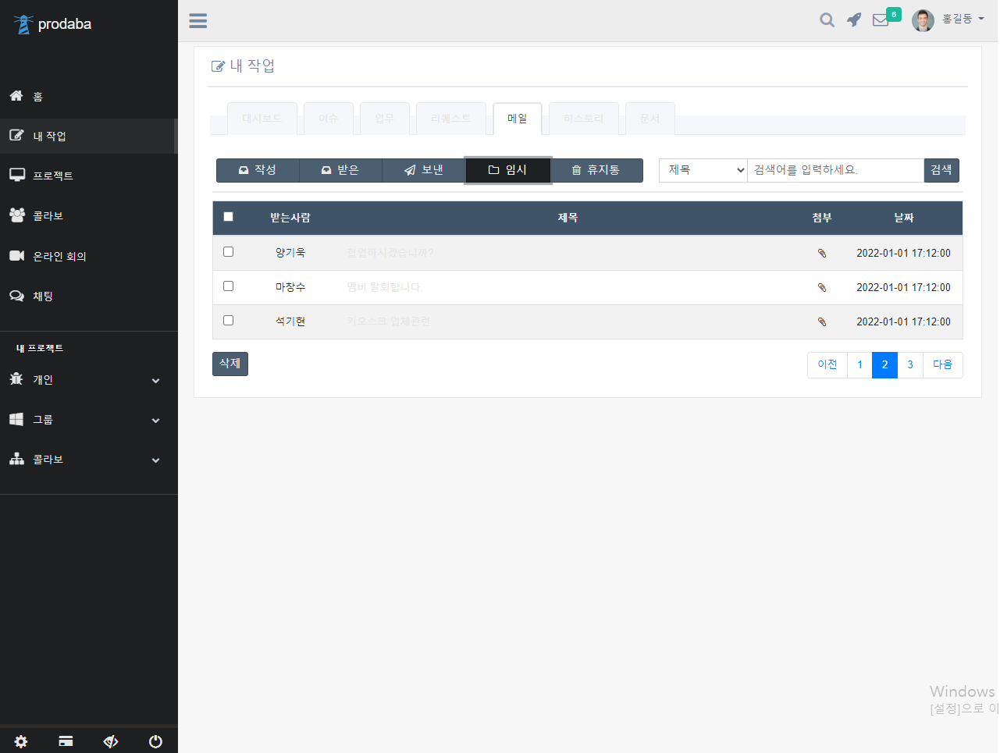 prodaba
6
홍길동
홈
내 작업
프로젝트
콜라보
온라인 회의
채팅
내 프로젝트
개인
그룹
콜라보
내 작업
대시보드
이슈
업무
리퀘스트
메일
히스토리
문서
작성
받은
보낸
임시
휴지통
제목
검색어를 입력하세요.
검색
받는사람 제목 첨부 날짜
양기욱 협업하시겠습니까? 2022-01-01 17:12:00
마창수 멤버 탈퇴합니다. 2022-01-01 17:12:00
석기현 키오스크 업체관련 2022-01-01 17:12:00
삭제
이전 1 2 3 다음
Windows
[설정]으로 이